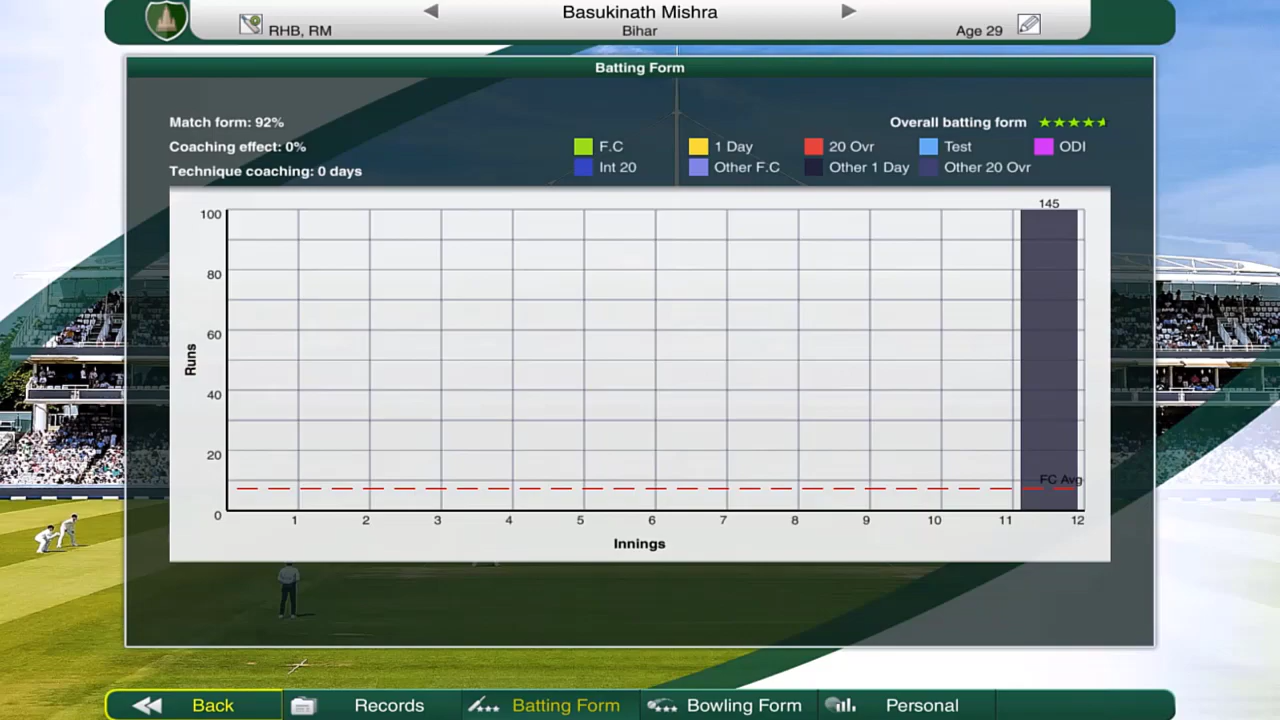 Basukinath Mishra
RHB, RM
Bihar
Age 29
Batting Form
Match form: 92%
Overall batting form
Coaching effect: 0%
F.C
1 Day
20 Ovr
Test
ODI
Technique coaching: 0 days
Int 20
Other F.C
Other 1 Day
Other 20 Ovr
145
100
80
60
40
20
0
Runs
FC Avg
1 2 3 4 5 6 7 8 9 10 11 12
Innings
Back
Records
Batting Form
Bowling Form
Personal